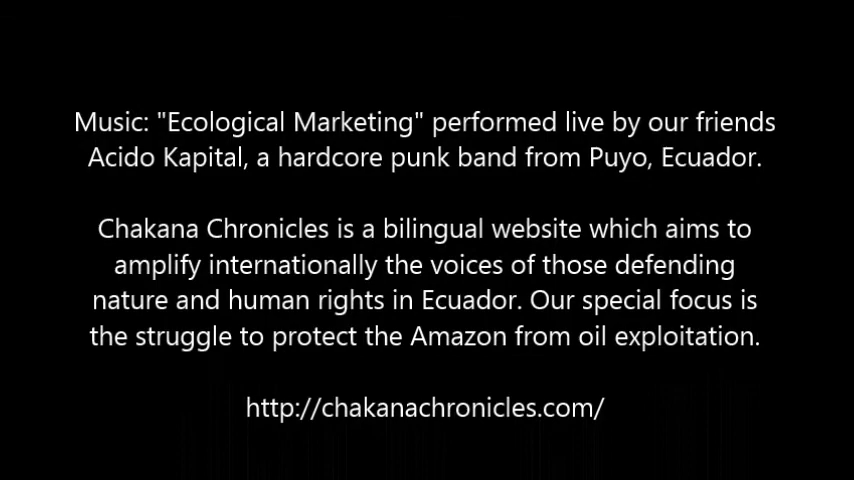 Music: "Ecological Marketing" performed live by our friends
Acido Kapital, a hardcore punk band from Puyo, Ecuador.
Chakana Chronicles is a bilingual website which aims to
amplify internationally the voices of those defending
nature and human rights in Ecuador. Our special focus is
the struggle to protect the Amazon from oil exploitation.
http://chakanachronicles.com/